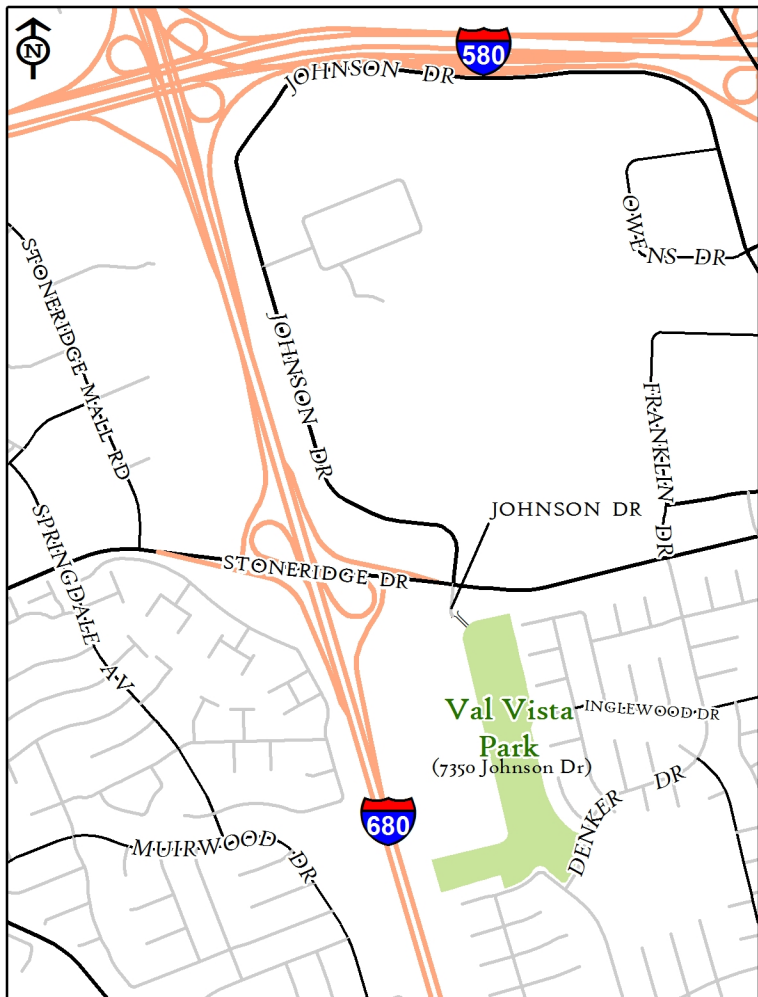 N
580
JOHNSON DR
OWENS DR
STONERIDGE MALL RD
JOHNSON DR
FRANKLIN DR
JOHNSON DR
SPRINGDALE AV
STONERIDGE DR
Val Vista
Park
(7350 Johnson Dr)
INGLEWOOD DR
DENKER DR
680
MUIRWOOD DR